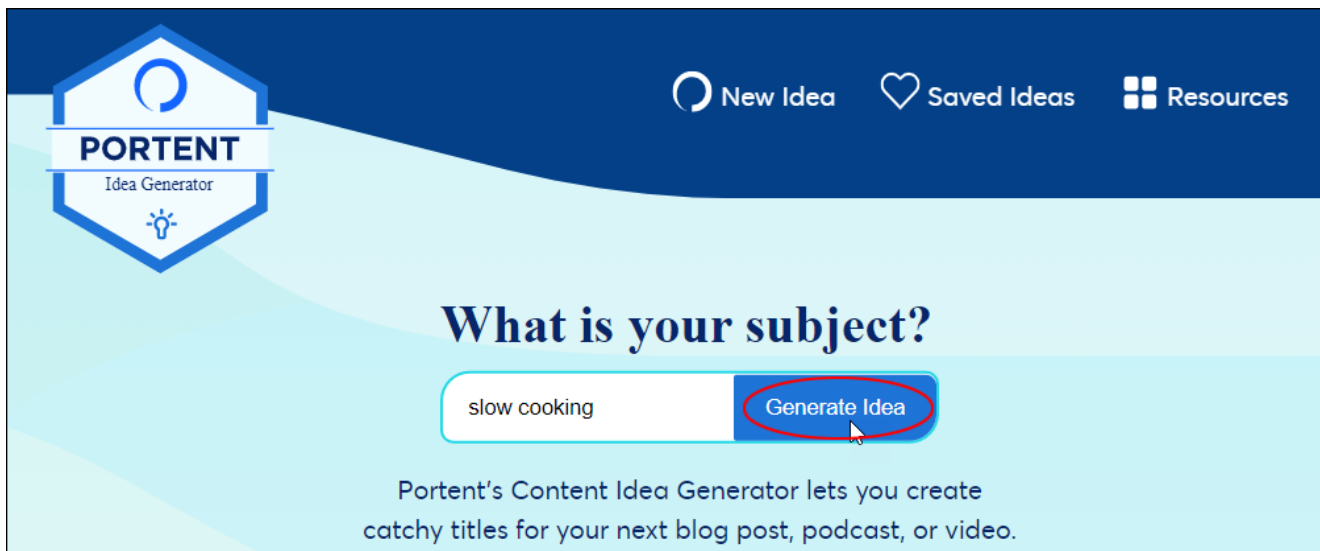 New Idea
Saved Ideas
Resources
PORTENT
Idea Generator
What is your subject?
slow cooking
Generate Idea
Portent's Content Idea Generator lets you create
catchy titles for your next blog post, podcast, or video.